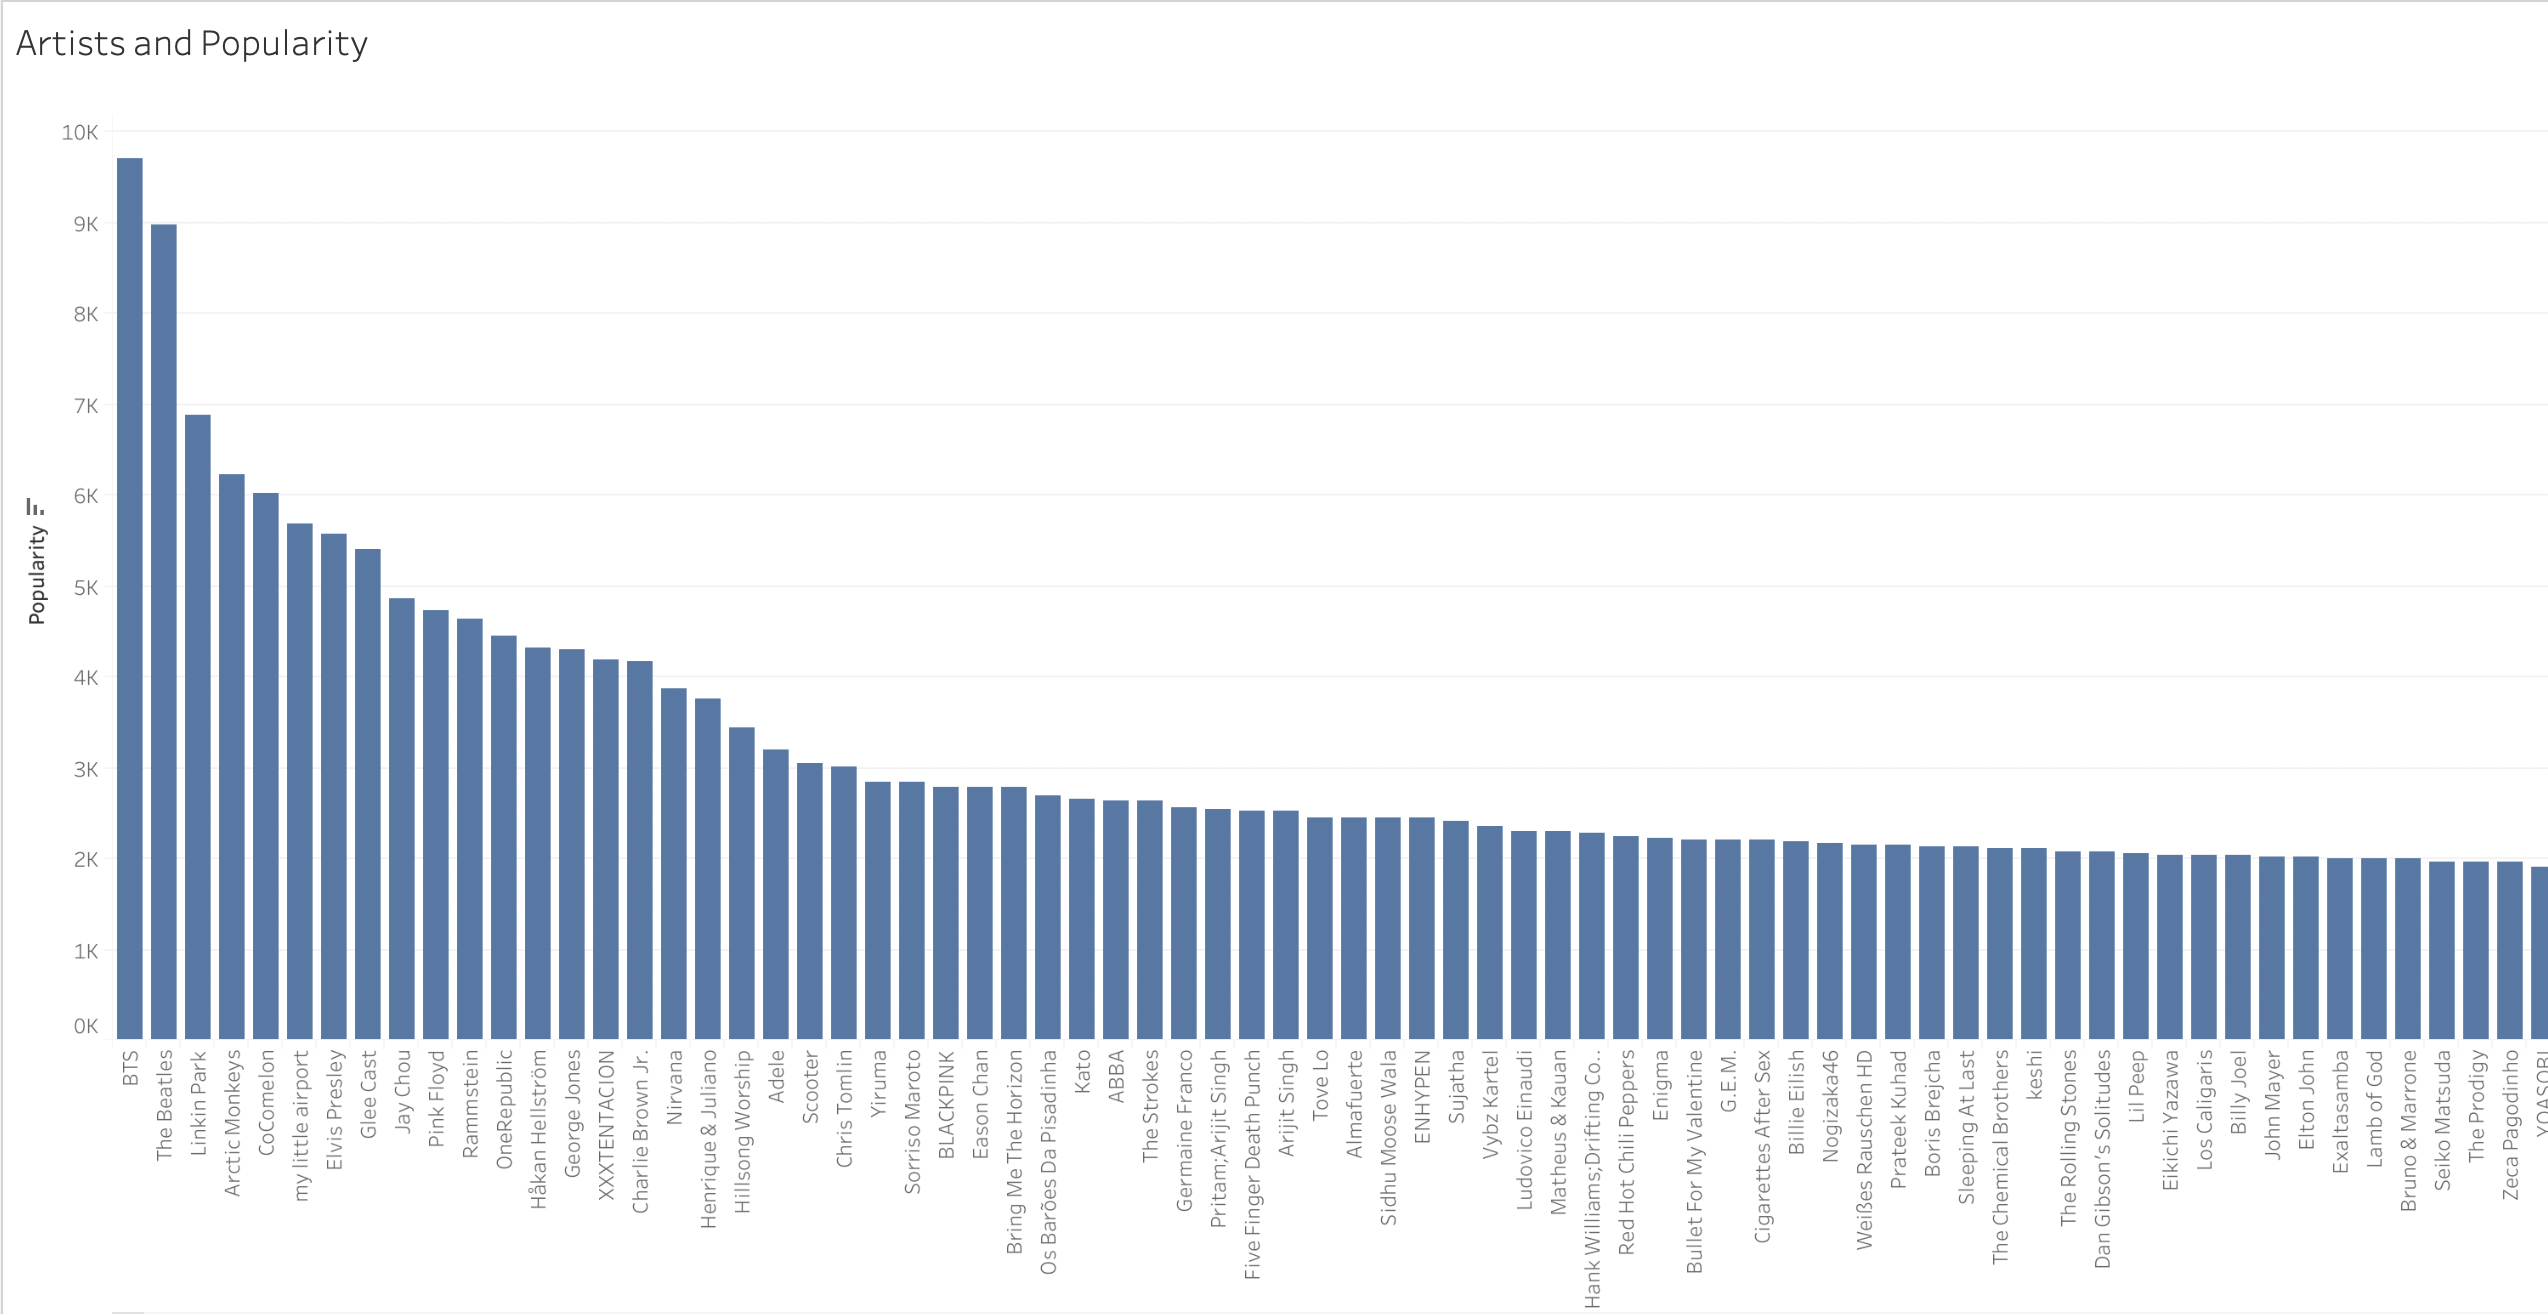 Artists and Popularity
Popularity
10K
9K
8K
7K
6K
5K
4K
3K
2K
1K
0K
BTS
The Beatles
Linkin Park
Arctic Monkeys
CoComelon
my little airport
Elvis Presley
Glee Cast
Jay Chou
Pink Floyd
Rammstein
OneRepublic
Håkan Hellström
George Jones
XXXTENTACION
Charlie Brown Jr.
Nirvana
Henrique & Juliano
Hillsong Worship
Adele
Scooter
Chris Tomlin
Yiruma
Sorriso Maroto
BLACKPINK
Eason Chan
Bring Me The Horizon
Os Barões Da Pisadinha
Kato
ABBA
The Strokes
Germaine Franco
Pritam;Arijit Singh
Five Finger Death Punch
Arijit Singh
Tove Lo
Almafuerte
Sidhu Moose Wala
ENHYPEN
Sujatha
Vybz Kartel
Ludovico Einaudi
Matheus & Kauan
Hank Williams;Drifting Co..
Red Hot Chili Peppers
Enigma
Bullet For My Valentine
G.E.M.
Cigarettes After Sex
Billie Eilish
Nogizaka46
Weißes Rauschen HD
Prateek Kuhad
Boris Brejcha
Sleeping At Last
The Chemical Brothers
keshi
The Rolling Stones
Dan Gibson's Solitudes
Lil Peep
Eikichi Yazawa
Los Caligaris
Billy Joel
John Mayer
Elton John
Exaltasamba
Lamb of God
Bruno & Marrone
Seiko Matsuda
The Prodigy
Zeca Pagodinho
YOASOBI